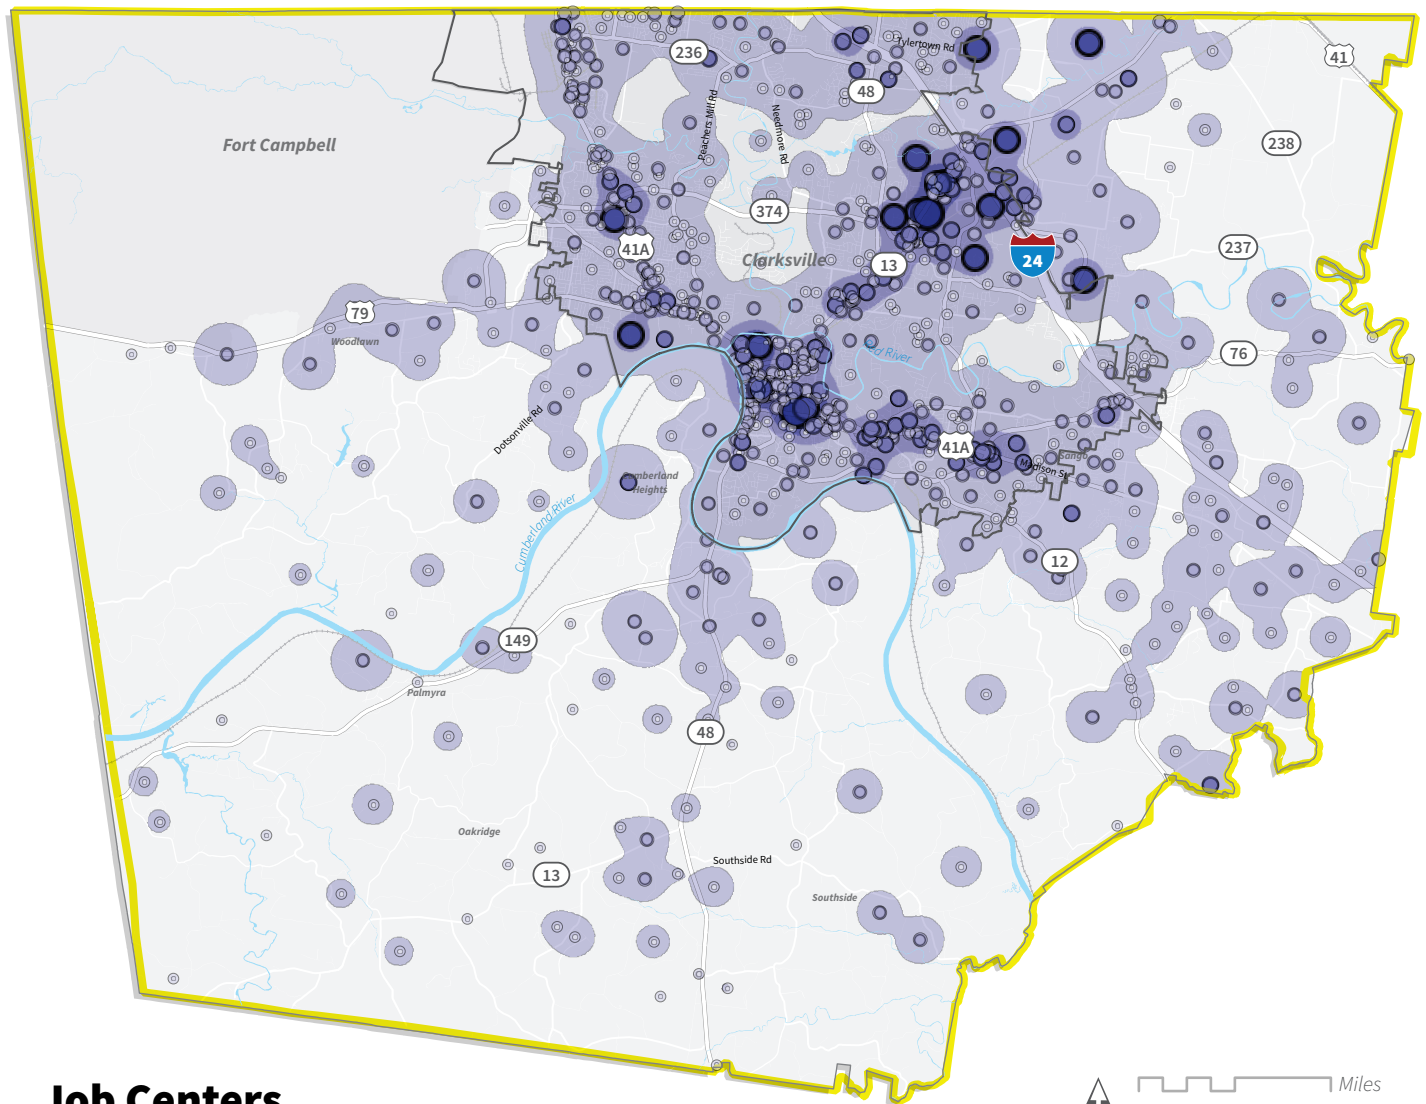 Tylertown Rd
236
41
48
Peachers Mill Rd
Needmore Rd
Fort Campbell
238
374
41A
237
Clarksville
24
13
79
Woodlawn
Red River
76
Dotsonville Rd
41A
Sango
Madison St
Cumberland
Heights
Cumberland River
12
149
Palmyra
48
Oakridge
Southside Rd
13
Southside
Job Centers
Miles